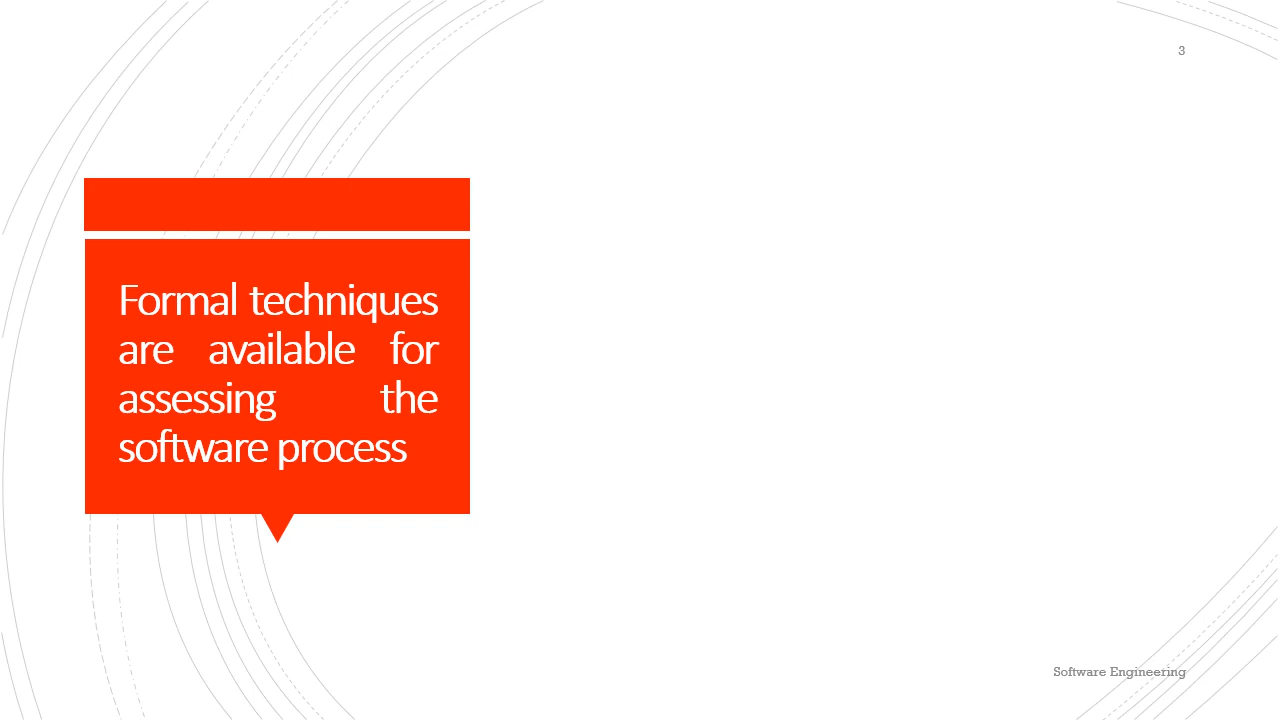 3
Formal techniques
are available for
assessing the
software process
Software Engineering